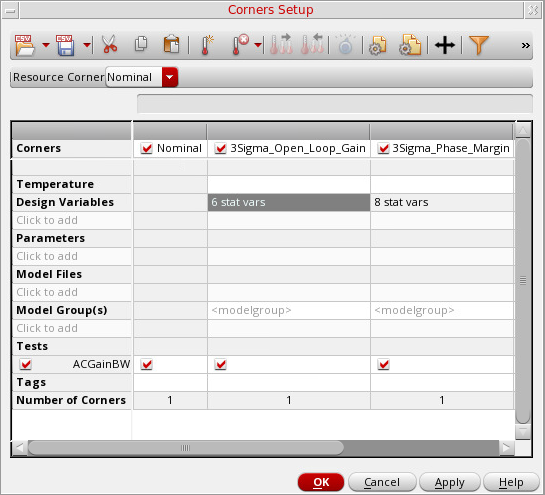 Corners Setup
CSV CSV »
Resource Corner Nominal
Corners Nominal 3Sigma_Open_Loop_Gain 3Sigma_Phase_Margin
Temperature
Design Variables 6 stat vars 8 stat vars
Click to add
Parameters
Click to add
Model Files
Click to add
Model Group(s) <modelgroup> <modelgroup>
Click to add
Tests
ACGainBW
Tags
Number of Corners 1 1 1
OK Cancel Apply Help